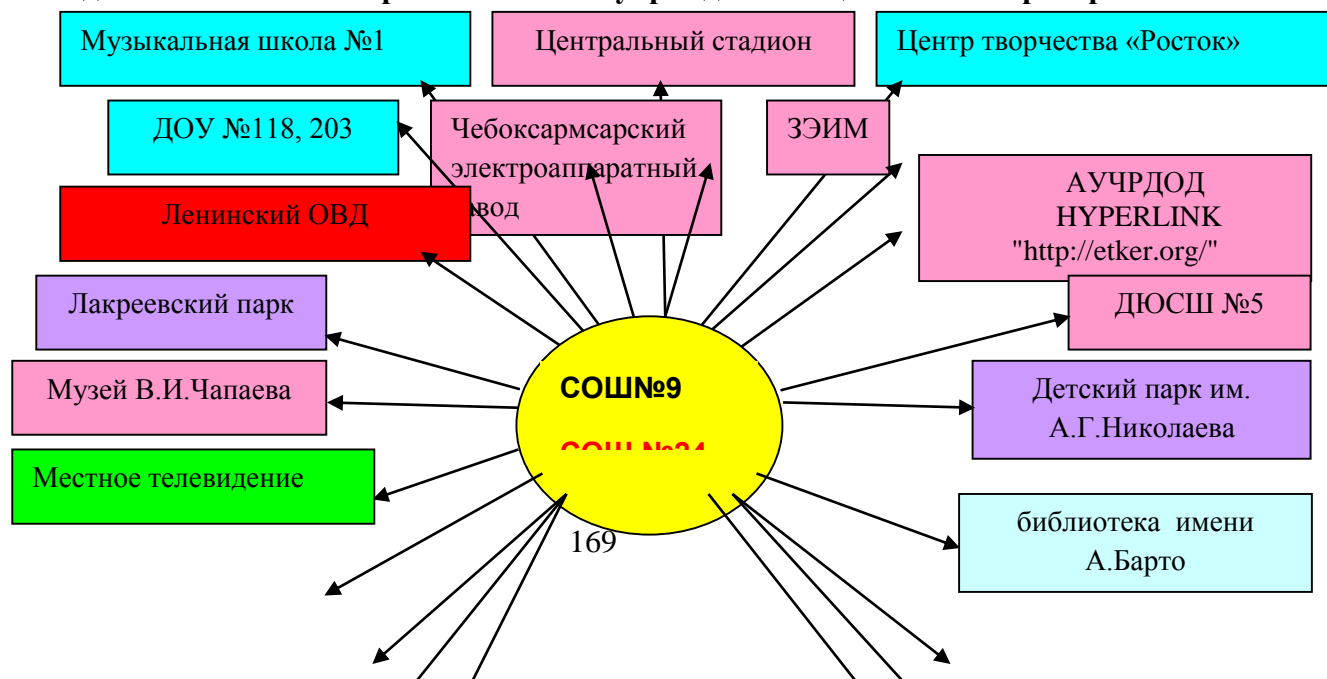 Музыкальная школа №1
Центральный стадион
Центр творчества «Росток»
ДОУ №118, 203
Чебоксармсарский
электроаппаратный
ЗЭИМ
АУЧРДОД
HYPERLINK
"http://etker.org/"
Ленинский ОВД
Лакреевский парк
ДЮСШ №5
Музей В.И.Чапаева
СОШ№9
Детский парк им.
А.Г.Николаева
Местное телевидение
библиотека имени
А.Барто
169